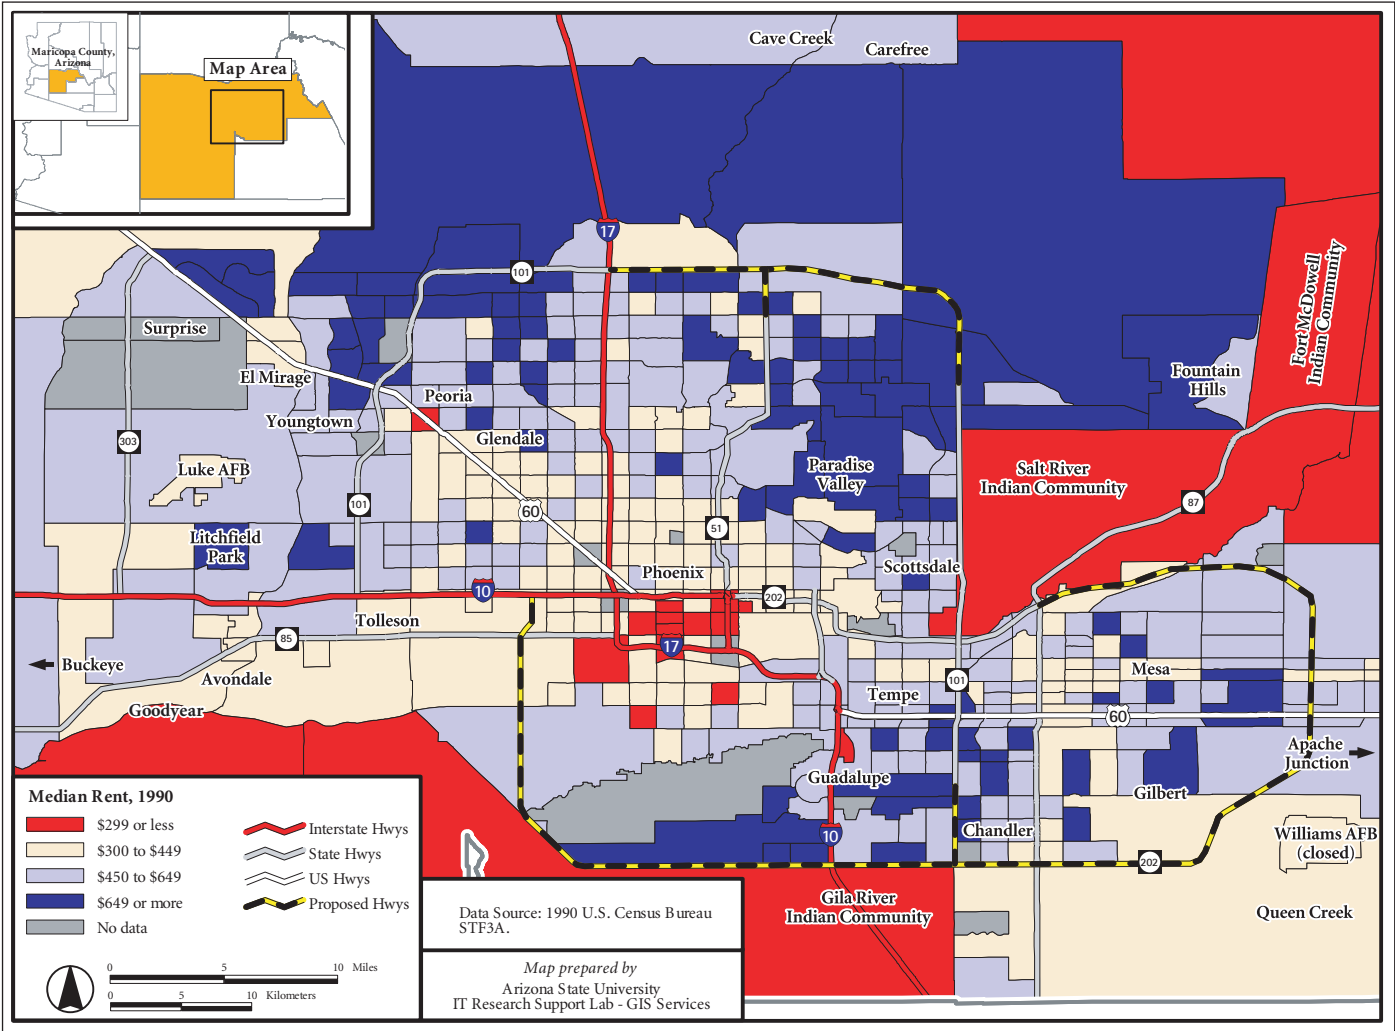 Maricopa County,
Arizona
Map Area
Cave Creek
Carefree
17
101
Surprise
El Mirage
Youngtown
Peoria
Glendale
303
Luke AFB
101
60
51
Litchfield
Park
Paradise
Valley
Fountain
Hills
Fort McDowell
Indian Community
Salt River
Indian Community
87
Phoenix
Scottsdale
10
202
Tolleson
85
17
Buckeye
Avondale
Goodyear
Tempe
101
Mesa
60
Apache
Junction
Guadalupe
Gilbert
10
Chandler
Williams AFB
(closed)
202
Gila River
Indian Community
Queen Creek
Median Rent, 1990
$299 or less
$300 to $449
$450 to $649
$649 or more
No data
Interstate Hwys
State Hwys
US Hwys
Proposed Hwys
0 5 10 Miles
0 5 10 Kilometers
Data Source: 1990 U.S. Census Bureau
STF3A.
Map prepared by
Arizona State University
IT Research Support Lab - GIS Services